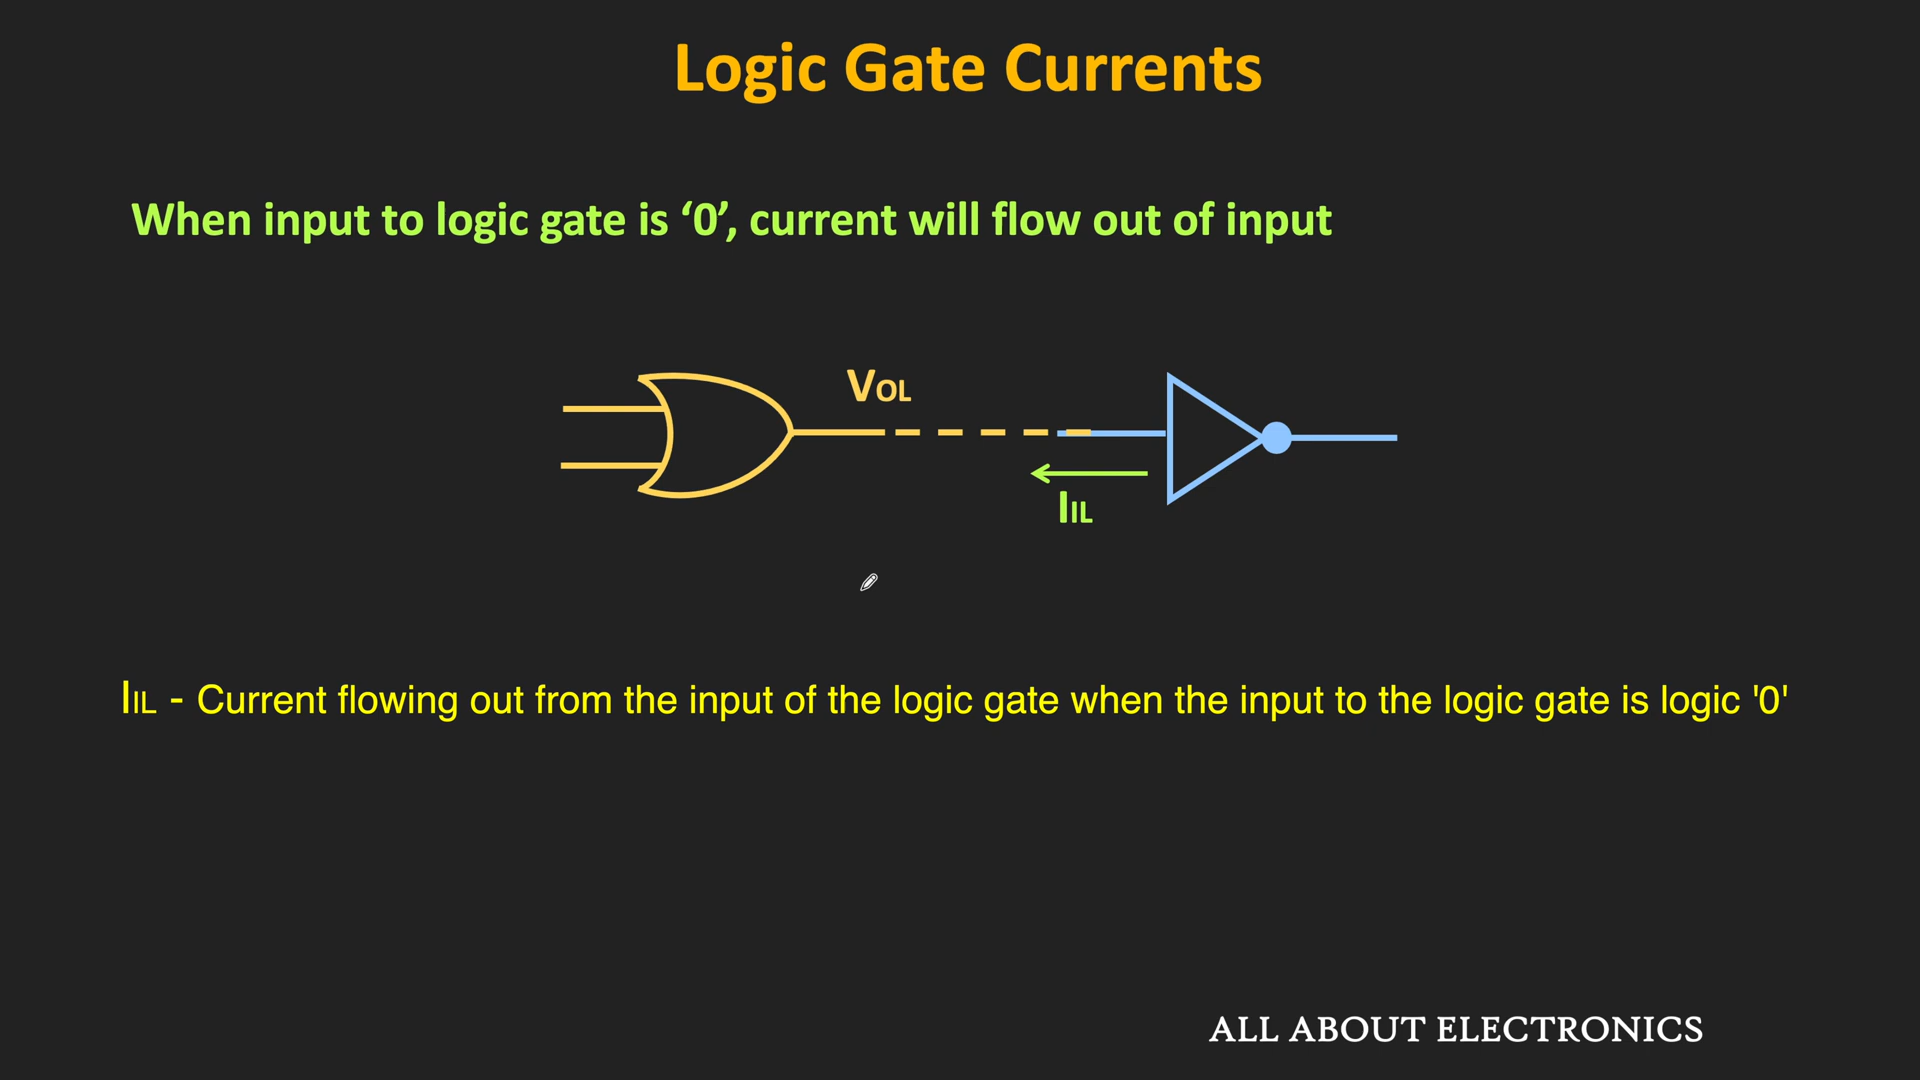 Logic Gate Currents
When input to logic gate is ‘0’, current will flow out of input
VOL
IIL
IIL - Current flowing out from the input of the logic gate when the input to the logic gate is logic '0'
ALL ABOUT ELECTRONICS